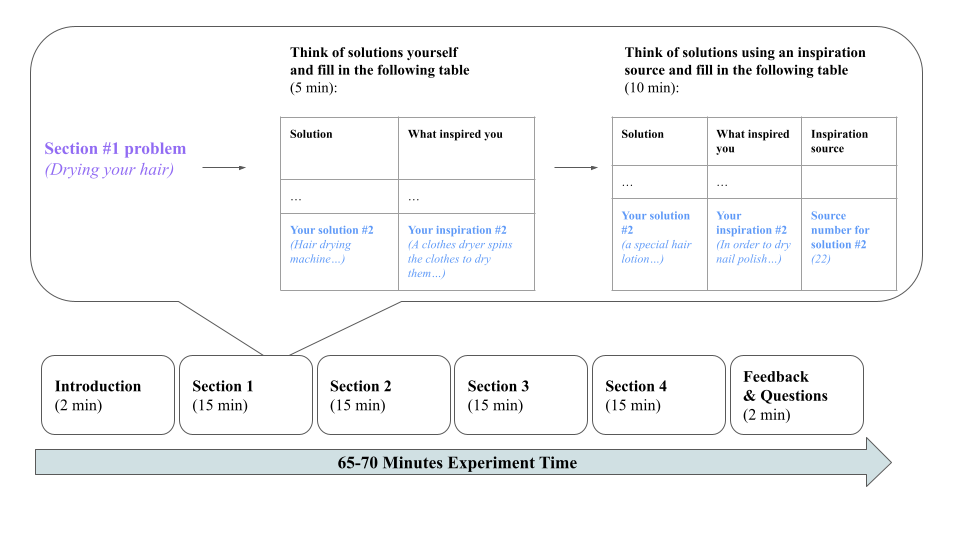 Think of solutions yourself
and fill in the following table
(5 min):
Think of solutions using an inspiration
source and fill in the following table
(10 min):
Section #1 problem
(Drying your hair)
Solution
What inspired you
…
…
Your solution #2
(Hair drying
machine…)
Your inspiration #2
(A clothes dryer spins
the clothes to dry
them…)
Solution
What inspired
you
Inspiration
source
…
…
Your solution
#2
(a special hair
lotion…)
Your
inspiration #2
(In order to dry
nail polish…)
Source
number for
solution #2
(22)
Introduction
(2 min)
Section 1
(15 min)
Section 2
(15 min)
Section 3
(15 min)
Section 4
(15 min)
Feedback
& Questions
(2 min)
65-70 Minutes Experiment Time